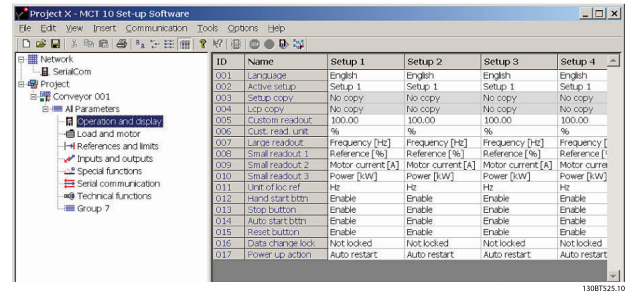 Project X - MCT 10 Set-up Software
File Edit View Insert Communication Tools Options Help
Network
SerialCom
Project
Conveyor 001
All Parameters
Operation and display
Load and motor
References and limits
Inputs and outputs
Special functions
Serial communication
Technical functions
Group 7
ID Name Setup 1 Setup 2 Setup 3 Setup 4
001 Language English English English English
002 Active setup Setup 1 Setup 1 Setup 1 Setup 1
003 Setup copy No copy No copy No copy No copy
004 Lcp copy No copy No copy No copy No copy
005 Custom readout 100.00 100.00 100.00 100.00
006 Cust. read. unit % % % %
007 Large readout Frequency [Hz] Frequency [Hz] Frequency [Hz] Frequency [
008 Small readout 1 Reference [%] Reference [%] Reference [%] Reference [
009 Small readout 2 Motor current [A] Motor current [A] Motor current [A] Motor curre
010 Small readout 3 Power [kW] Power [kW] Power [kW] Power [kW]
011 Unit of loc ref Hz Hz Hz Hz
012 Hand start bttn Enable Enable Enable Enable
013 Stop button Enable Enable Enable Enable
014 Auto start bttn Enable Enable Enable Enable
015 Reset button Enable Enable Enable Enable
016 Data change lock Not locked Not locked Not locked Not locked
017 Power up action Auto restart Auto restart Auto restart Auto restart
130BT525.10